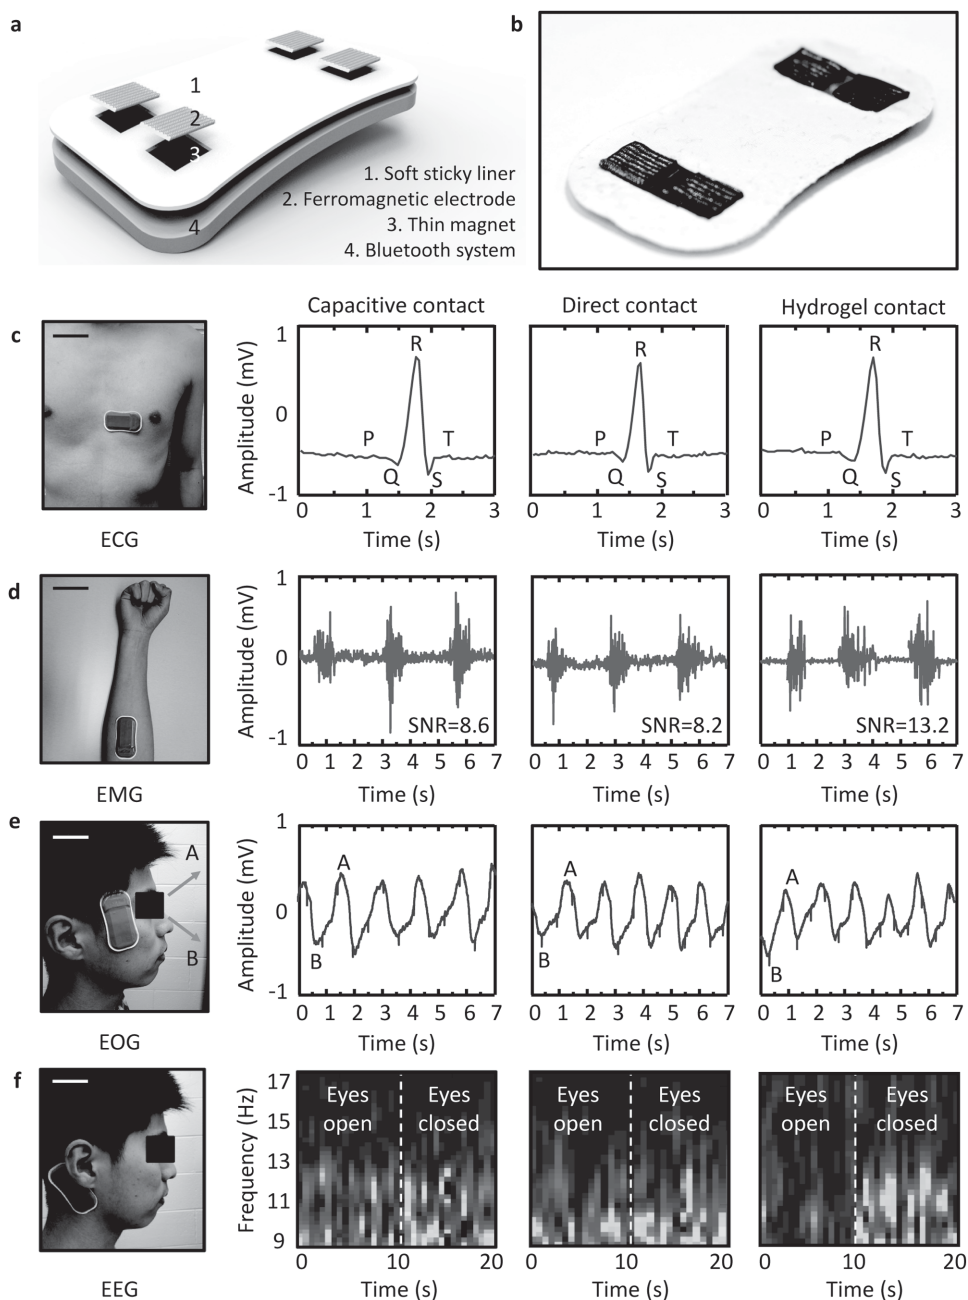 a
1
2
3
4
1. Soft sticky liner
2. Ferromagnetic electrode
3. Thin magnet
4. Bluetooth system
b
Capacitive contact
Direct contact
Hydrogel contact
c
ECG
Amplitude (mV)
1
0
-1
R
P
T
Q
S
0 1 2 3
Time (s)
R
P
T
Q
S
0 1 2 3
Time (s)
R
P
T
Q
S
0 1 2 3
Time (s)
d
EMG
Amplitude (mV)
1
0
-1
SNR=8.6
0 1 2 3 4 5 6 7
Time (s)
SNR=8.2
0 1 2 3 4 5 6 7
Time (s)
SNR=13.2
0 1 2 3 4 5 6 7
Time (s)
e
A
B
EOG
Amplitude (mV)
1
0
-1
A
B
0 1 2 3 4 5 6 7
Time (s)
A
B
0 1 2 3 4 5 6 7
Time (s)
A
B
0 1 2 3 4 5 6 7
Time (s)
f
EEG
Frequency (Hz)
17
15
13
11
9
Eyes open
Eyes closed
0 10 20
Time (s)
Eyes open
Eyes closed
0 10 20
Time (s)
Eyes open
Eyes closed
0 10 20
Time (s)